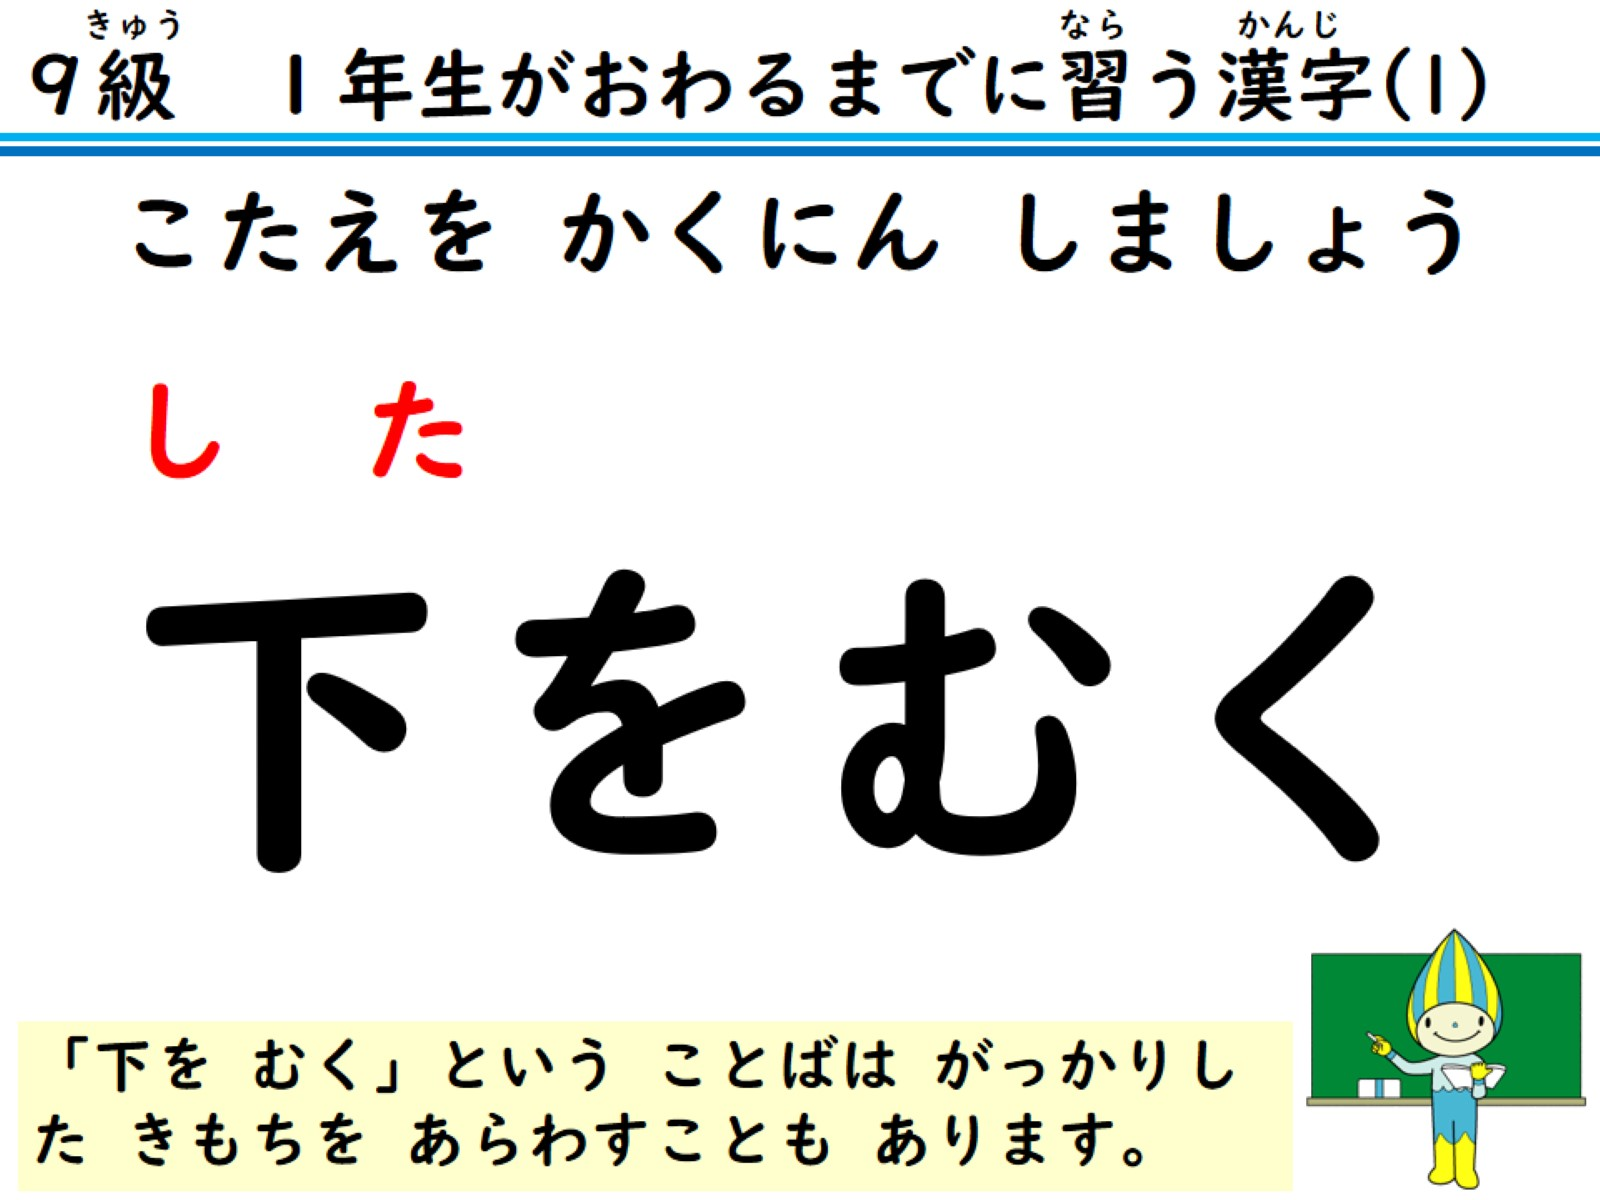 きゅう なら かんじ
9級 1年生がおわるまでに習う漢字(1)
こたえを かくにん しましょう
した
下をむく
「下を むく」という ことばは がっかりし
た きもちを あらわすことも あります。